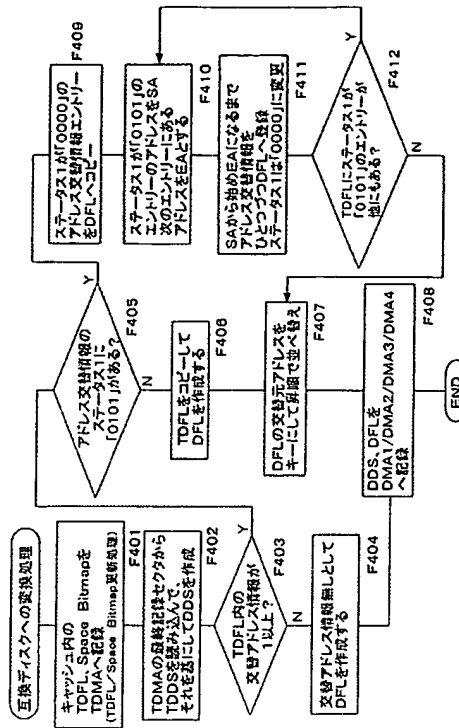 互換ディスクへの変換処理
キャッシュ内の
TDFL、Space Bitmapを
TDMAへ記録
(TDFL/Space Bitmap更新処理)
F401
TDMAの最終記録セクタから
TDDSを読み込んで、
それを基にしてDDSを作成
F402
TDFL内の
交替アドレス情報が
1以上?
F403
Y
N
交替アドレス情報無しとして
DFLを作成する
F404
アドレス交替情報の
ステータス1に
「0101」がある?
F405
Y
N
TDFLをコピーして
DFLを作成する
F406
DFLの交替元アドレスを
キーにして昇順で並べ替え
F407
DDS、DFLを
DMA1/DMA2/DMA3/DMA4
へ記録
F408
END
ステータス1が「0000」の
アドレス交替情報エントリー
をDFLへコピー
F409
ステータス1が「0101」の
エントリーのアドレスをSA
次のエントリーにある
アドレスをEAとする
F410
SAから始めEAになるまで
アドレス交替情報を
ひとつづつDFLへ登録
ステータス1は「0000」に変更
F411
TDFLにステータス1が
「0101」のエントリーが
他にもある?
F412
Y
N